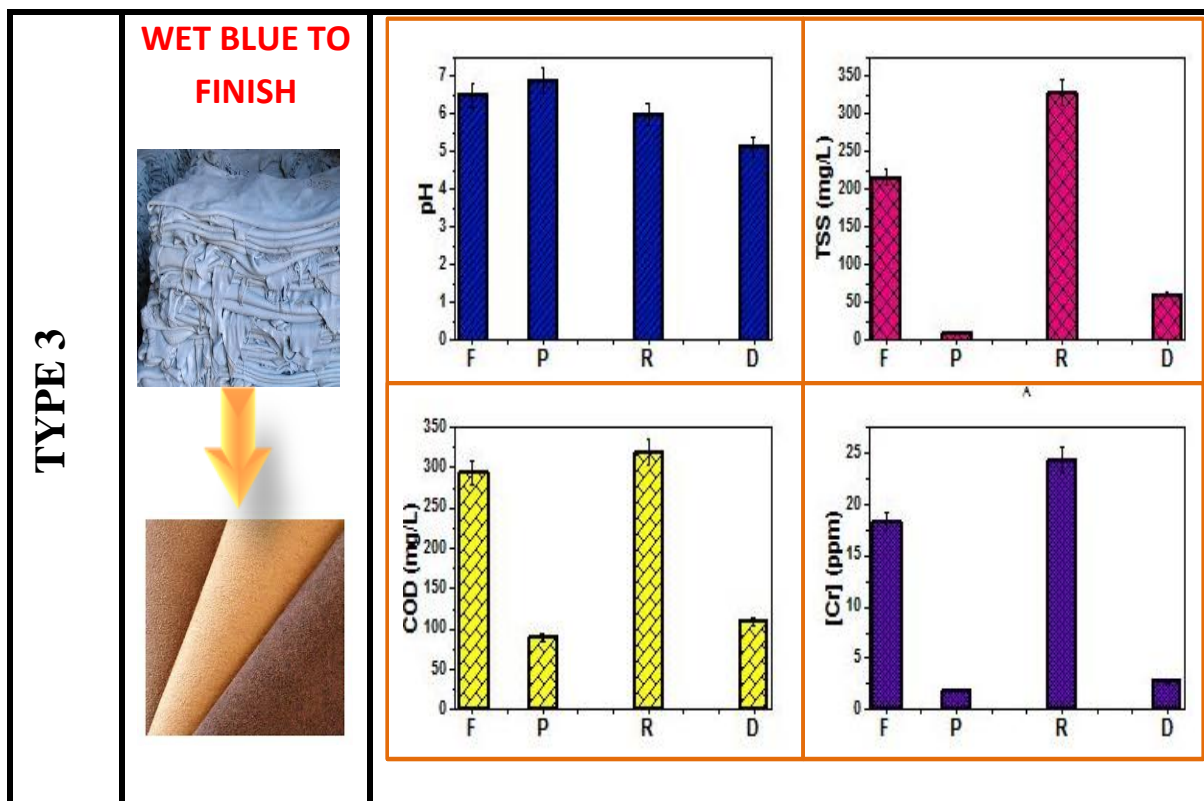 TYPE 3
WET BLUE TO
FINISH
pH
7
6
5
4
3
2
1
0
F P R D
TSS (mg/L)
350
300
250
200
150
100
50
0
F P R D
COD (mg/L)
350
300
250
200
150
100
50
0
F P R D
A
[Cr] (ppm)
25
20
15
10
5
0
F P R D